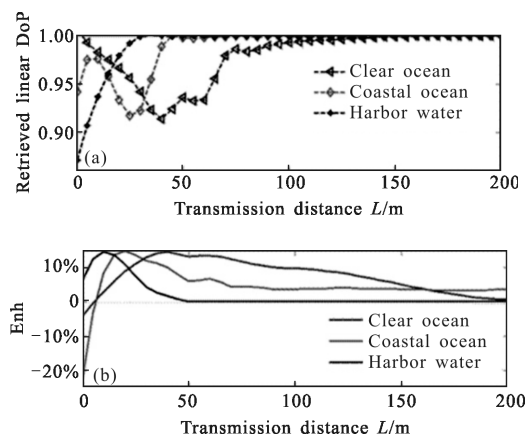 Retrieved linear DoP
1.00
0.95
0.90
(a)
Clear ocean
Coastal ocean
Harbor water
0
50
100
150
200
Transmission distance L/m
Enh
10%
0
−10%
−20%
(b)
Clear ocean
Coastal ocean
Harbor water
0
50
100
150
200
Transmission distance L/m